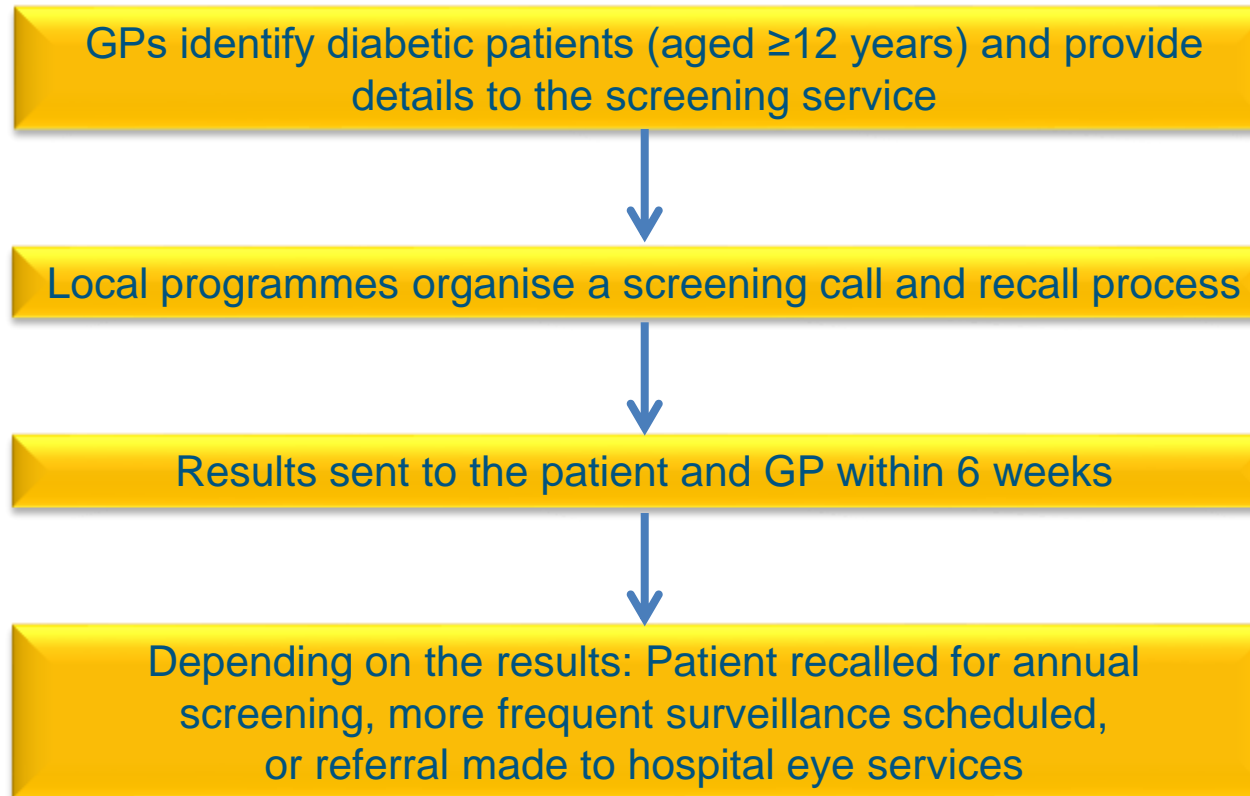 GPs identify diabetic patients (aged ≥12 years) and provide
details to the screening service
Local programmes organise a screening call and recall process
Results sent to the patient and GP within 6 weeks
Depending on the results: Patient recalled for annual
screening, more frequent surveillance scheduled,
or referral made to hospital eye services